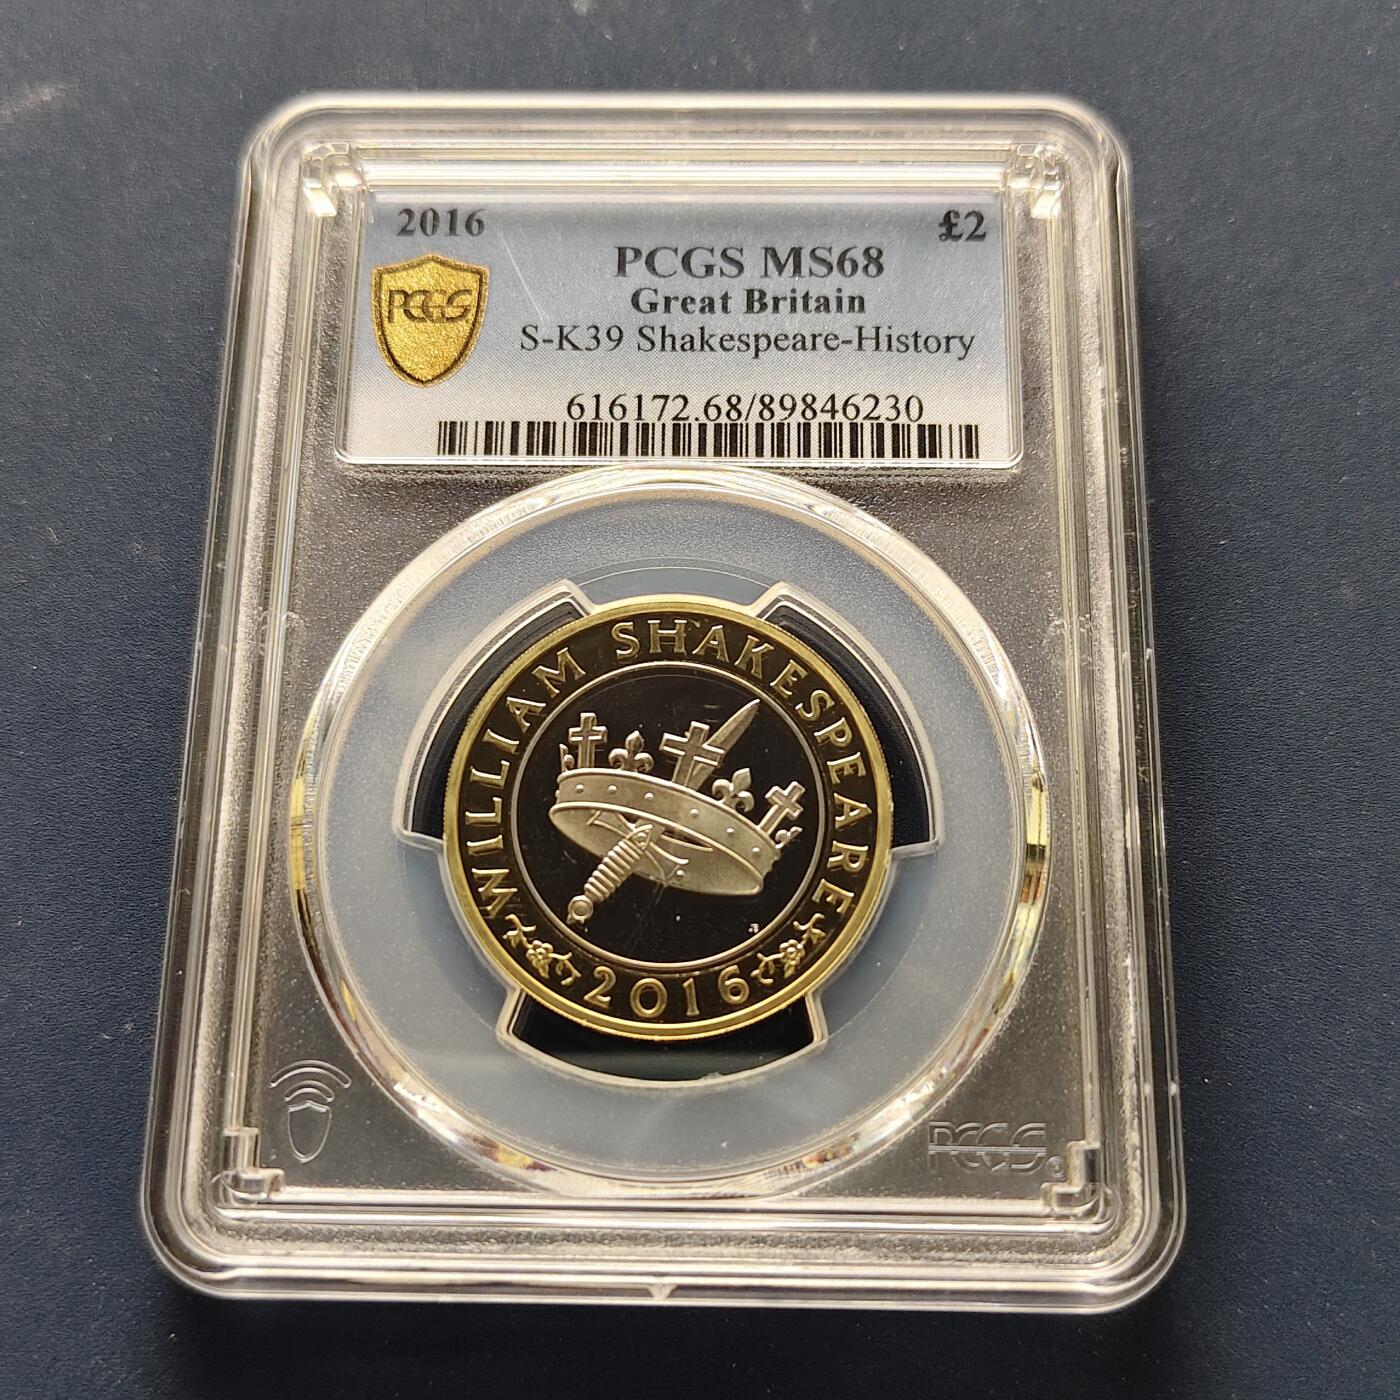 2016
£2
PCGS MS68
Great Britain
S-K39 Shakespeare-History
616172.68/89846230
PCGS
WILLIAM SHAKESPEARE
2016
PCGS